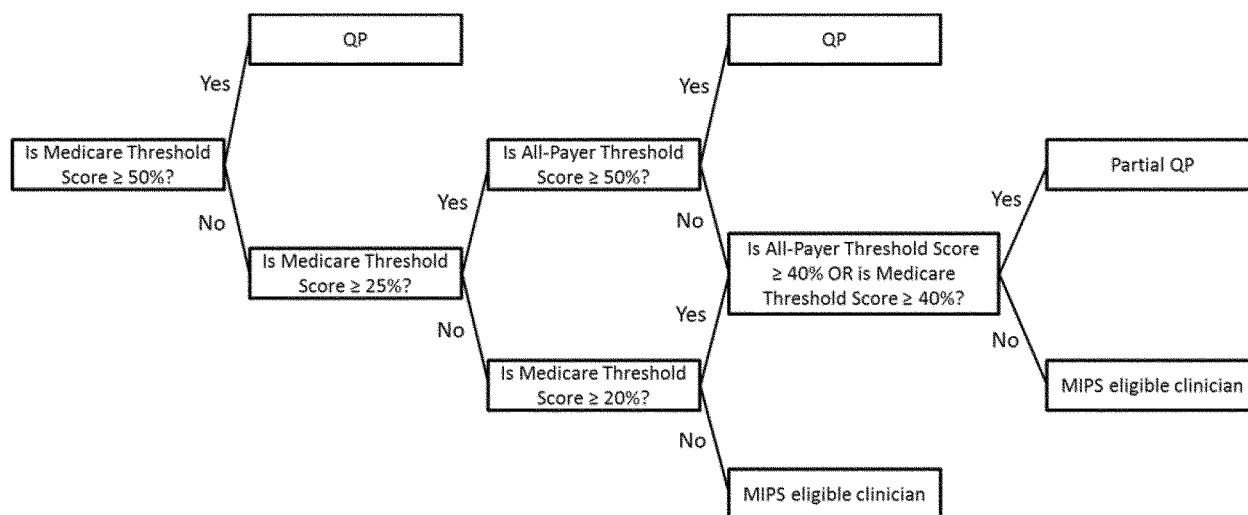 QP
QP
Yes
Yes
Is Medicare Threshold
Score ≥ 50%?
Is All-Payer Threshold
Score ≥ 50%?
Partial QP
Yes
Yes
No
No
Is Medicare Threshold
Score ≥ 25%?
Is All-Payer Threshold Score
≥ 40% OR is Medicare
Threshold Score ≥ 40%?
Yes
No
No
Is Medicare Threshold
Score ≥ 20%?
MIPS eligible clinician
No
MIPS eligible clinician